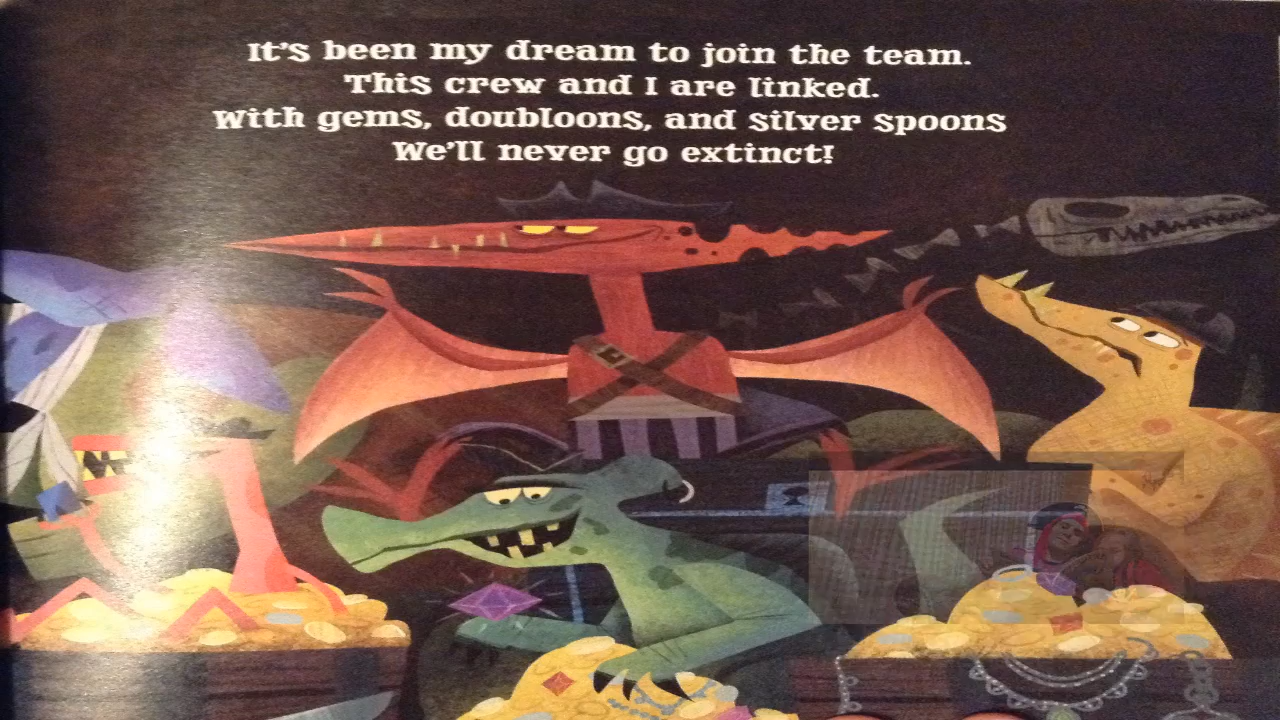 It's been my dream to join the team.
This crew and I are linked.
With gems, doubloons, and silver spoons
We'll never go extinct!